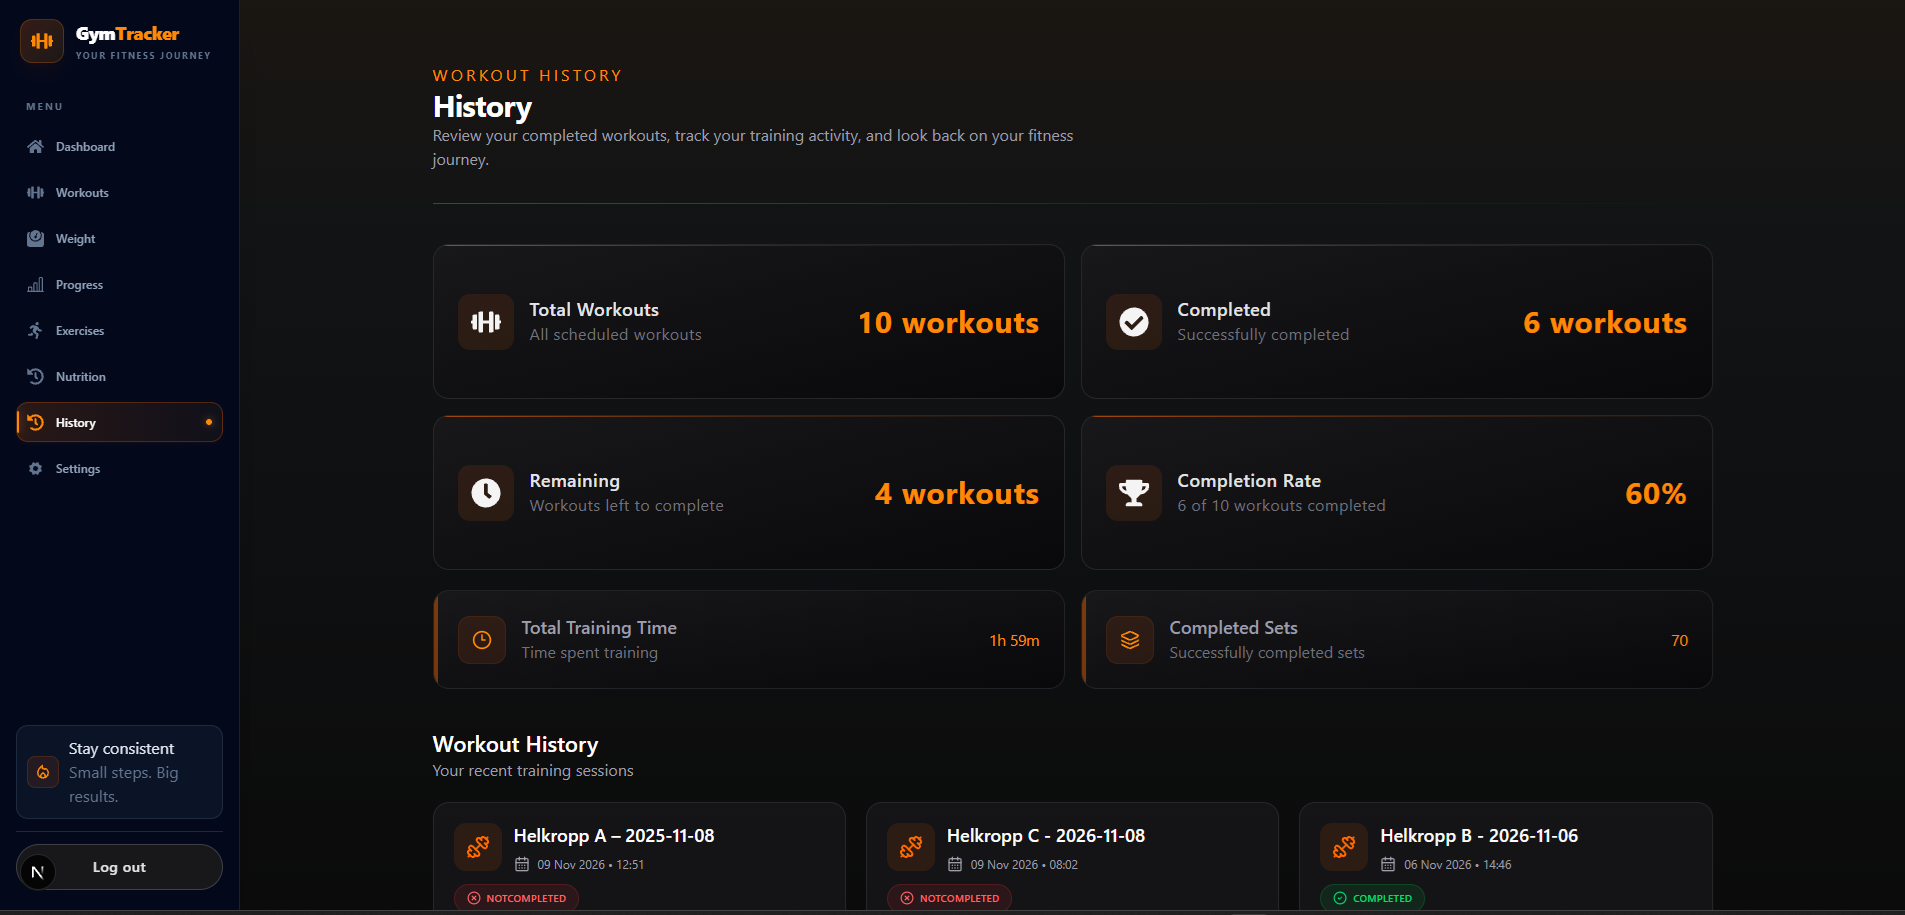 GymTracker
YOUR FITNESS JOURNEY
MENU
Dashboard
Workouts
Weight
Progress
Exercises
Nutrition
History
Settings
Stay consistent
Small steps. Big
results.
N
Log out
WORKOUT HISTORY
History
Review your completed workouts, track your training activity, and look back on your fitness
journey.
Total Workouts
All scheduled workouts
10 workouts
Completed
Successfully completed
6 workouts
Remaining
Workouts left to complete
4 workouts
Completion Rate
6 of 10 workouts completed
60%
Total Training Time
Time spent training
1h 59m
Completed Sets
Successfully completed sets
70
Workout History
Your recent training sessions
Helkropp A – 2025-11-08
09 Nov 2026 • 12:51
NOTCOMPLETED
Helkropp C - 2026-11-08
09 Nov 2026 • 08:02
NOTCOMPLETED
Helkropp B - 2026-11-06
06 Nov 2026 • 14:46
COMPLETED